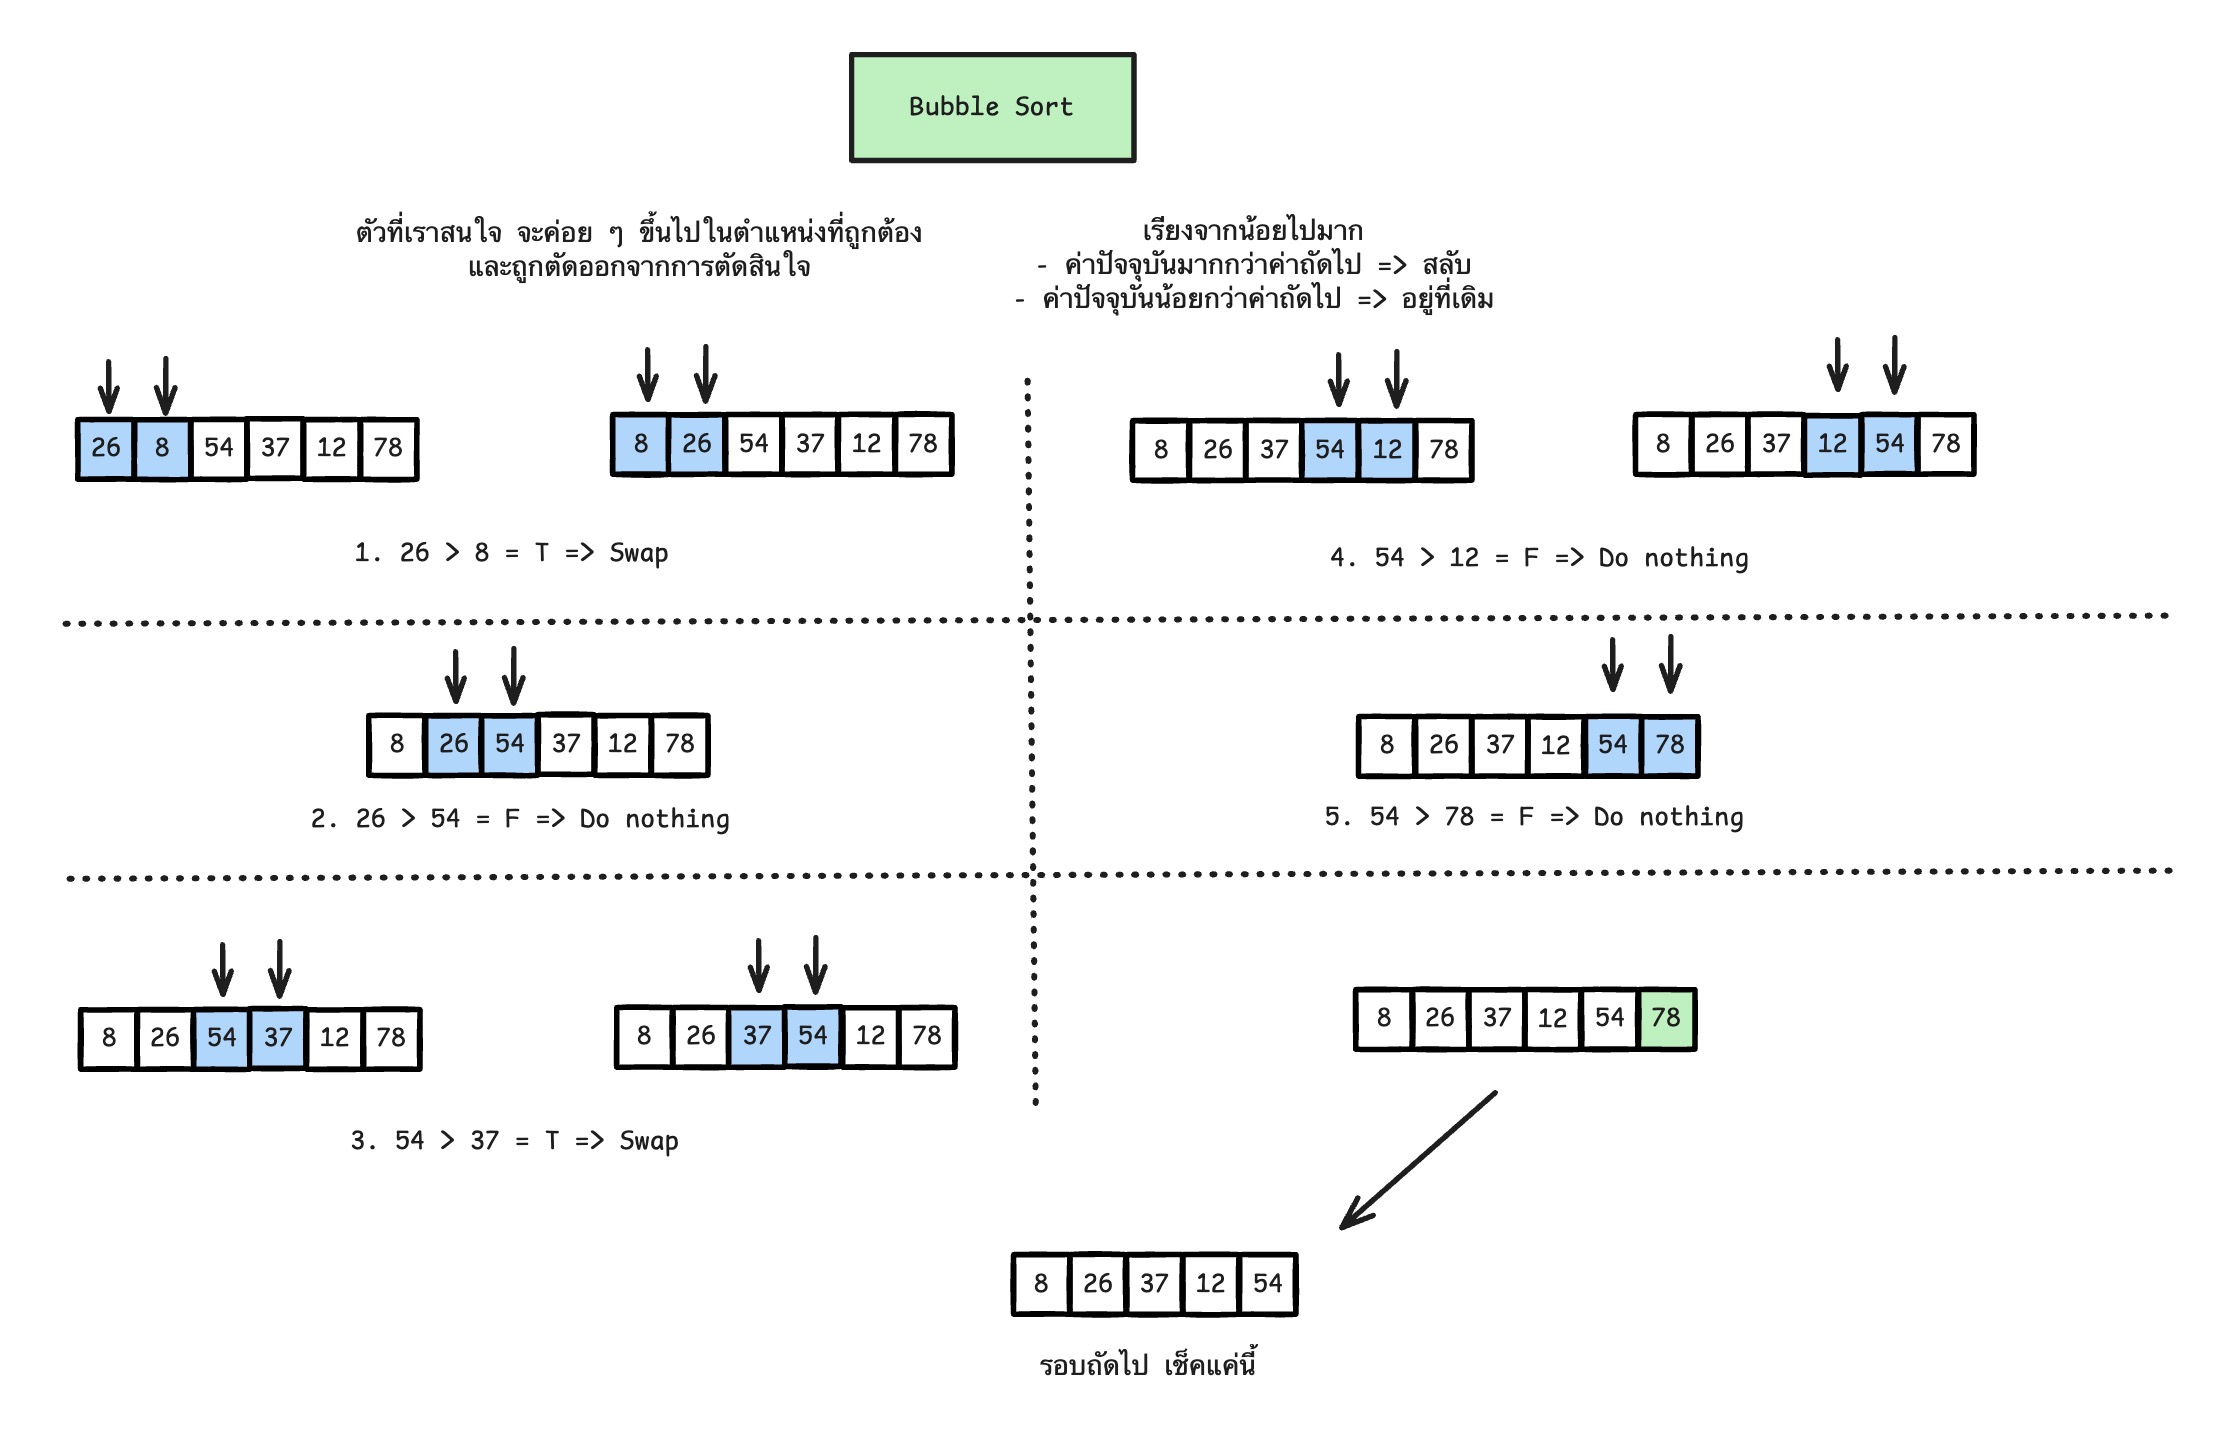 Bubble Sort
ตัวที่เราสนใจ จะค่อย ๆ ขึ้นไปในตำแหน่งที่ถูกต้อง
และถูกตัดออกจากการตัดสินใจ
เรียงจากน้อยไปมาก
- ค่าปัจจุบันมากกว่าค่าถัดไป => สลับ
- ค่าปัจจุบันน้อยกว่าค่าถัดไป => อยู่ที่เดิม
26 8 54 37 12 78
8 26 54 37 12 78
1. 26 > 8 = T => Swap
8 26 54 37 12 78
2. 26 > 54 = F => Do nothing
8 26 54 37 12 78
8 26 37 54 12 78
3. 54 > 37 = T => Swap
8 26 37 54 12 78
8 26 37 12 54 78
4. 54 > 12 = F => Do nothing
8 26 37 12 54 78
5. 54 > 78 = F => Do nothing
8 26 37 12 54 78
8 26 37 12 54
รอบถัดไป เช็คแค่นี้